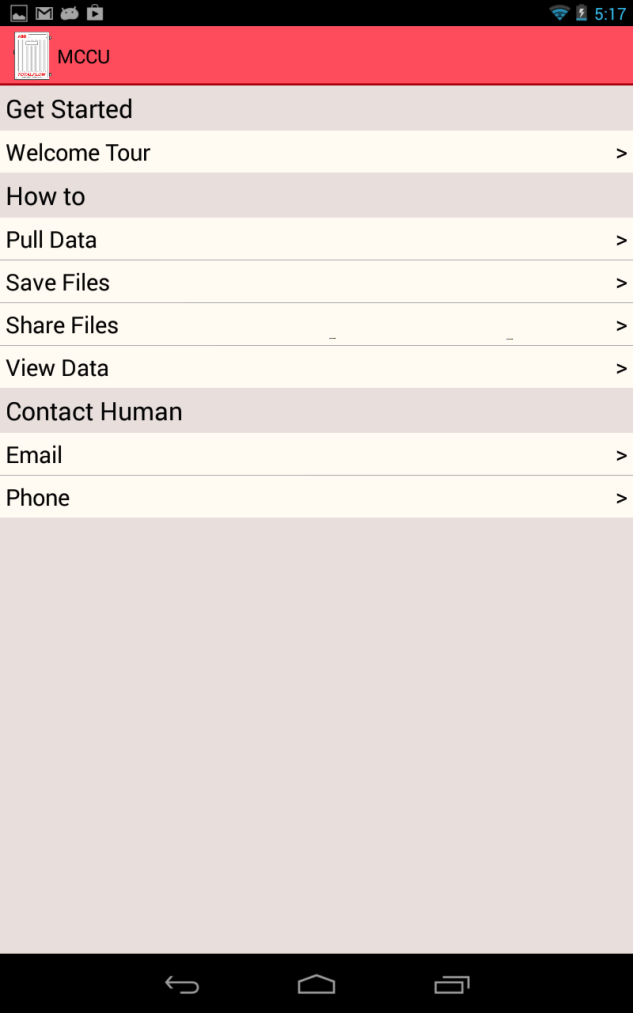 5:17
MCCU
Get Started
Welcome Tour >
How to
Pull Data >
Save Files >
Share Files >
View Data >
Contact Human
Email >
Phone >